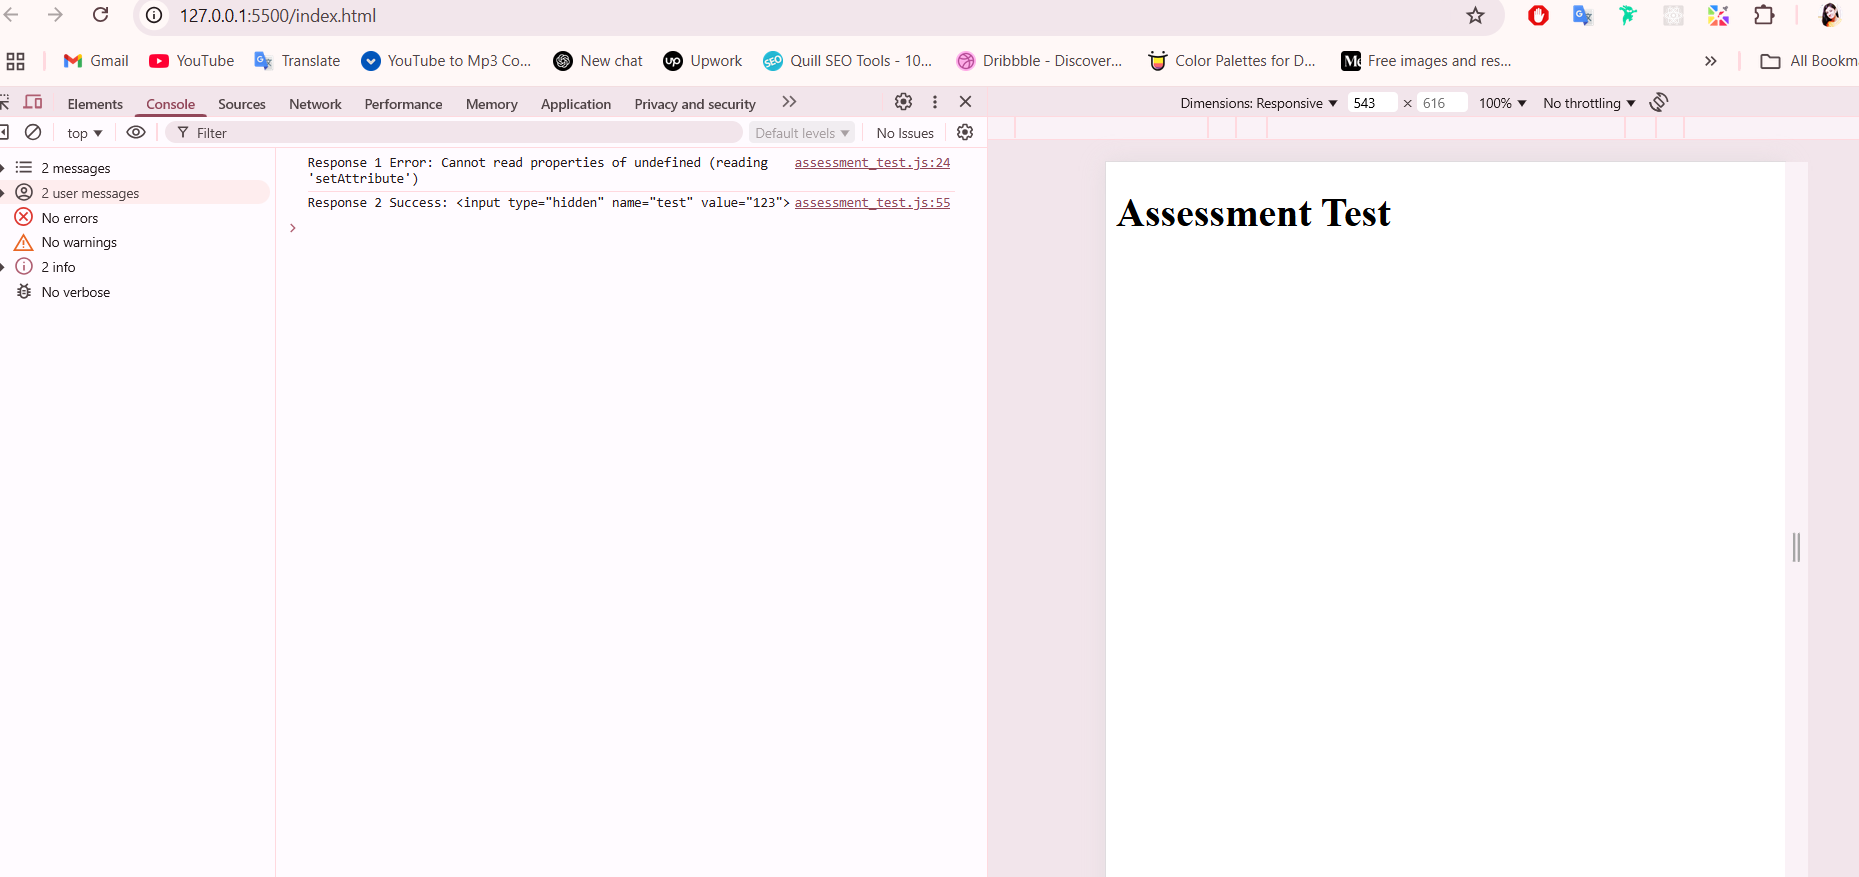 127.0.0.1:5500/index.html
Gmail YouTube Translate YouTube to Mp3 Co... New chat Upwork Quill SEO Tools - 10... Dribbble - Discover... Color Palettes for D... Free images and res... All Bookm
Elements Console Sources Network Performance Memory Application Privacy and security
Dimensions: Responsive 543 × 616 100% No throttling
top Filter Default levels No Issues
2 messages
2 user messages
No errors
No warnings
2 info
No verbose
Response 1 Error: Cannot read properties of undefined (reading assessment_test.js:24
'setAttribute')
Response 2 Success: <input type="hidden" name="test" value="123"> assessment_test.js:55
Assessment Test